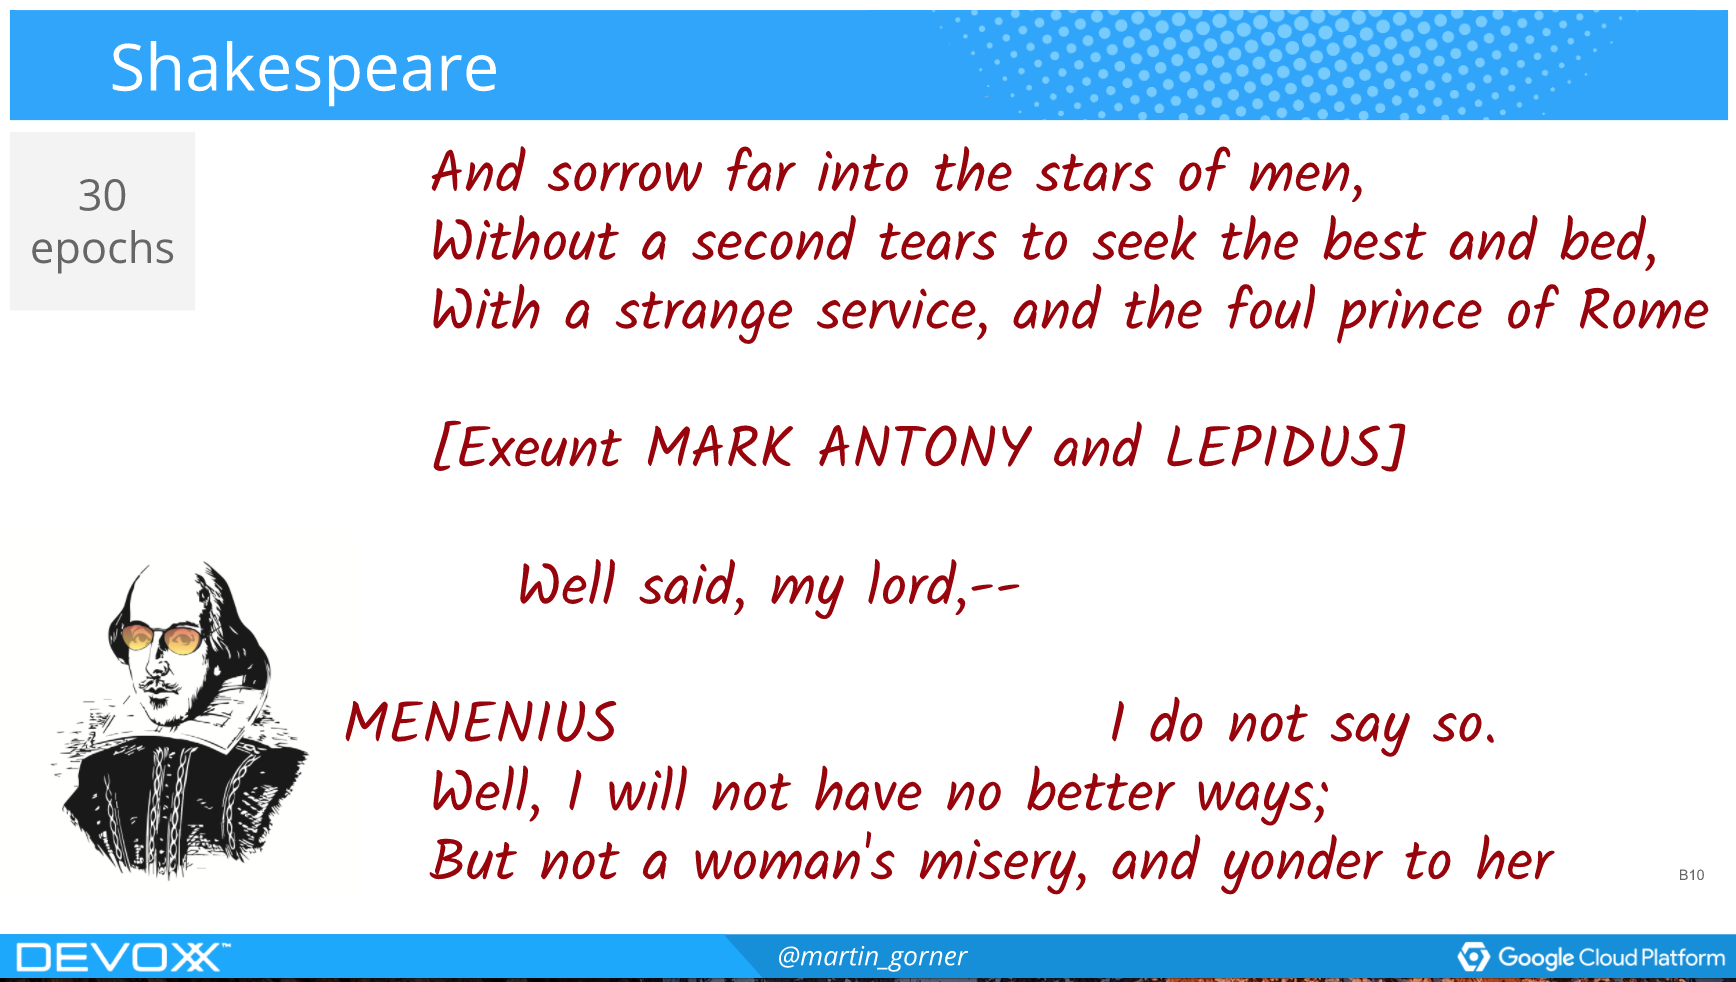 Shakespeare
30
epochs
And sorrow far into the stars of men,
Without a second tears to seek the best and bed,
With a strange service, and the foul prince of Rome
[Exeunt MARK ANTONY and LEPIDUS]
Well said, my lord,--
MENENIUS I do not say so.
Well, I will not have no better ways;
But not a woman's misery, and yonder to her
B10
DEVOXX™
@martin_gorner
Google Cloud Platform